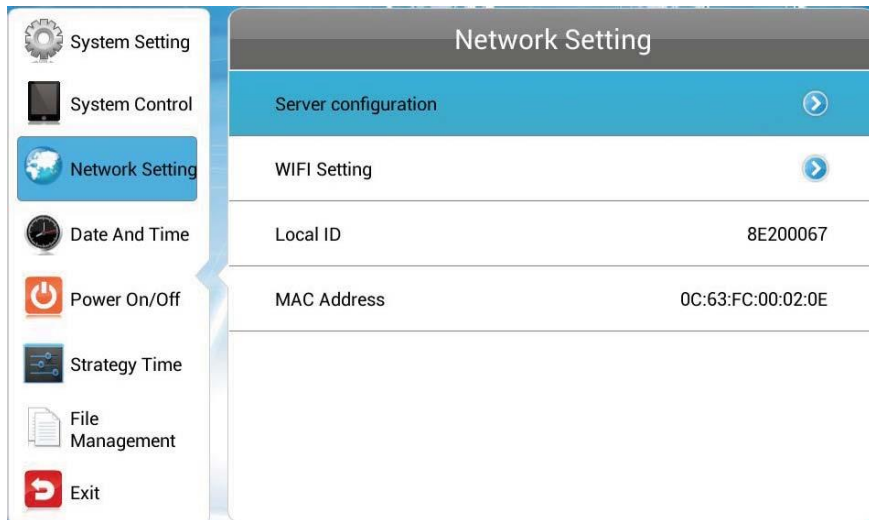 System Setting
System Control
Network Setting
Date And Time
Power On/Off
Strategy Time
File
Management
Exit
Network Setting
Server configuration
WIFI Setting
Local ID 8E200067
MAC Address 0C:63:FC:00:02:0E